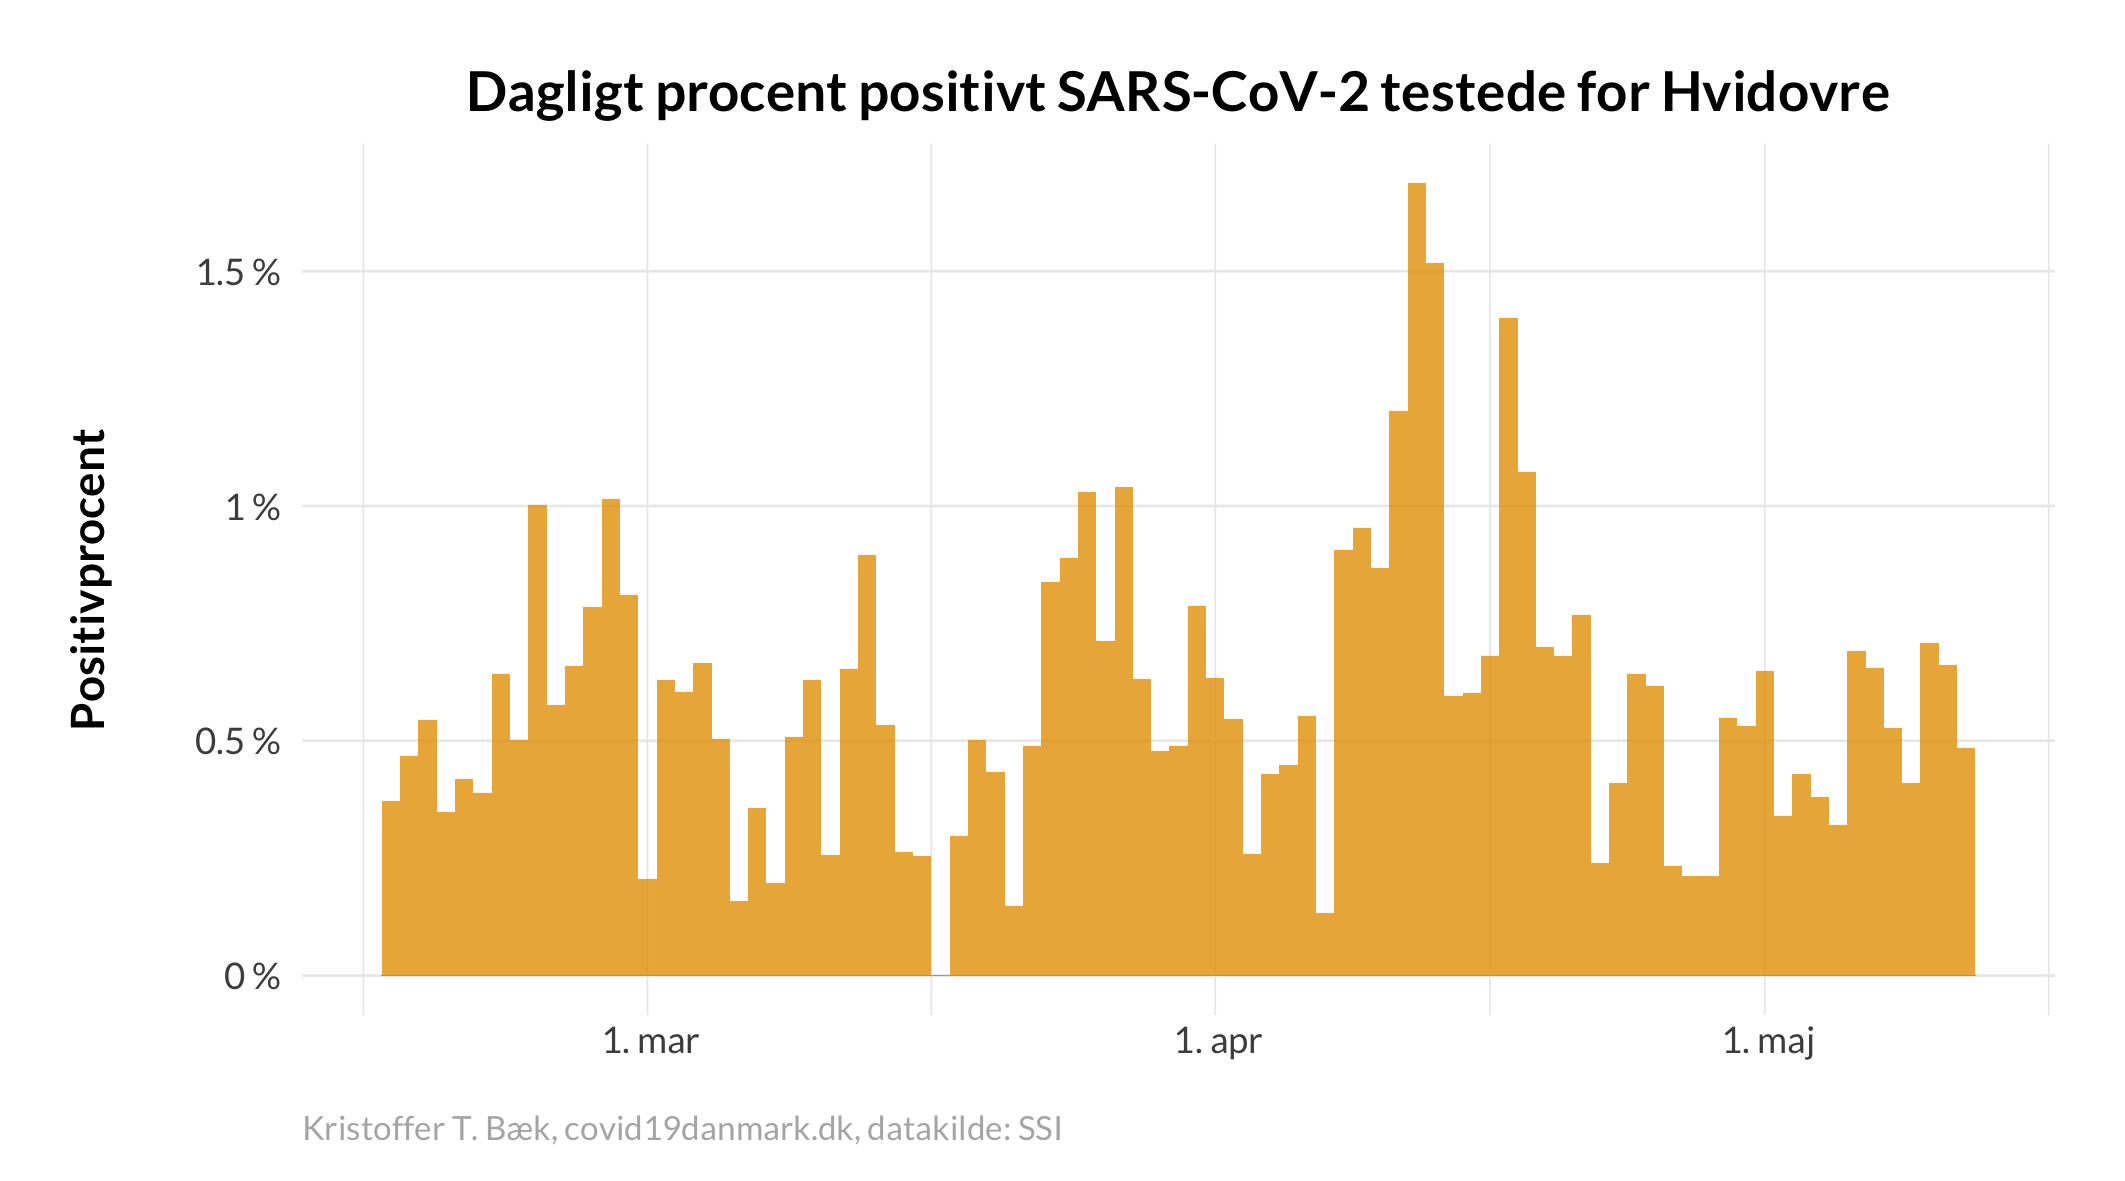 Dagligt procent positivt SARS-CoV-2 testede for Hvidovre
Positivprocent
1.5 %
1 %
0.5 %
0 %
1. mar
1. apr
1. maj
Kristoffer T. Bæk, covid19danmark.dk, datakilde: SSI